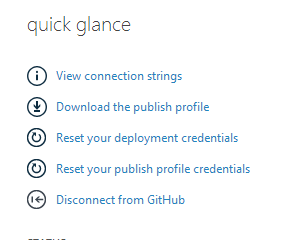 quick glance
View connection strings
Download the publish profile
Reset your deployment credentials
Reset your publish profile credentials
Disconnect from GitHub